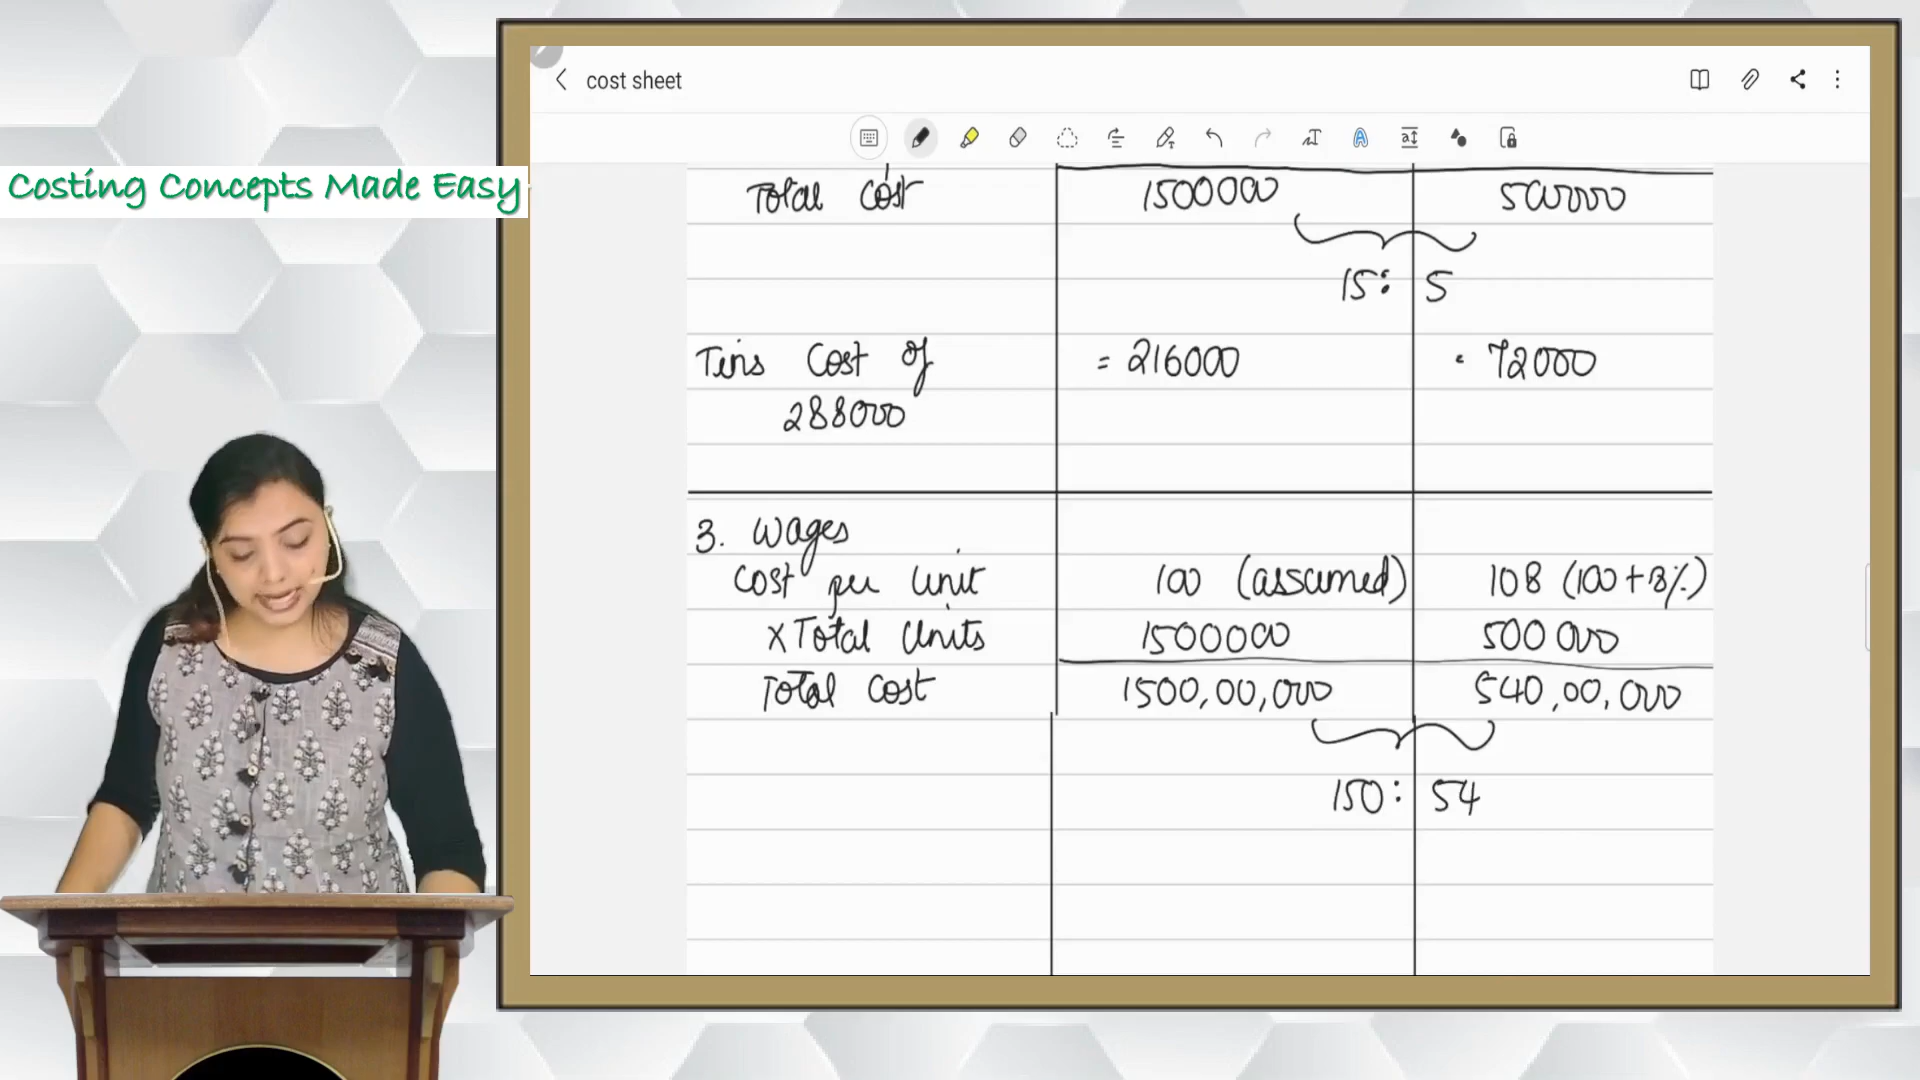 cost sheet
Costing Concepts Made Easy
Total Cost 1500000 500000
15: 5
Tins Cost of = 216000 = 72000
288000
3. Wages
Cost per Unit 100 (assumed) 108 (100+8%)
x Total Units 1500000 500 000
Total Cost 1500,00,000 540,00,000
150: 54